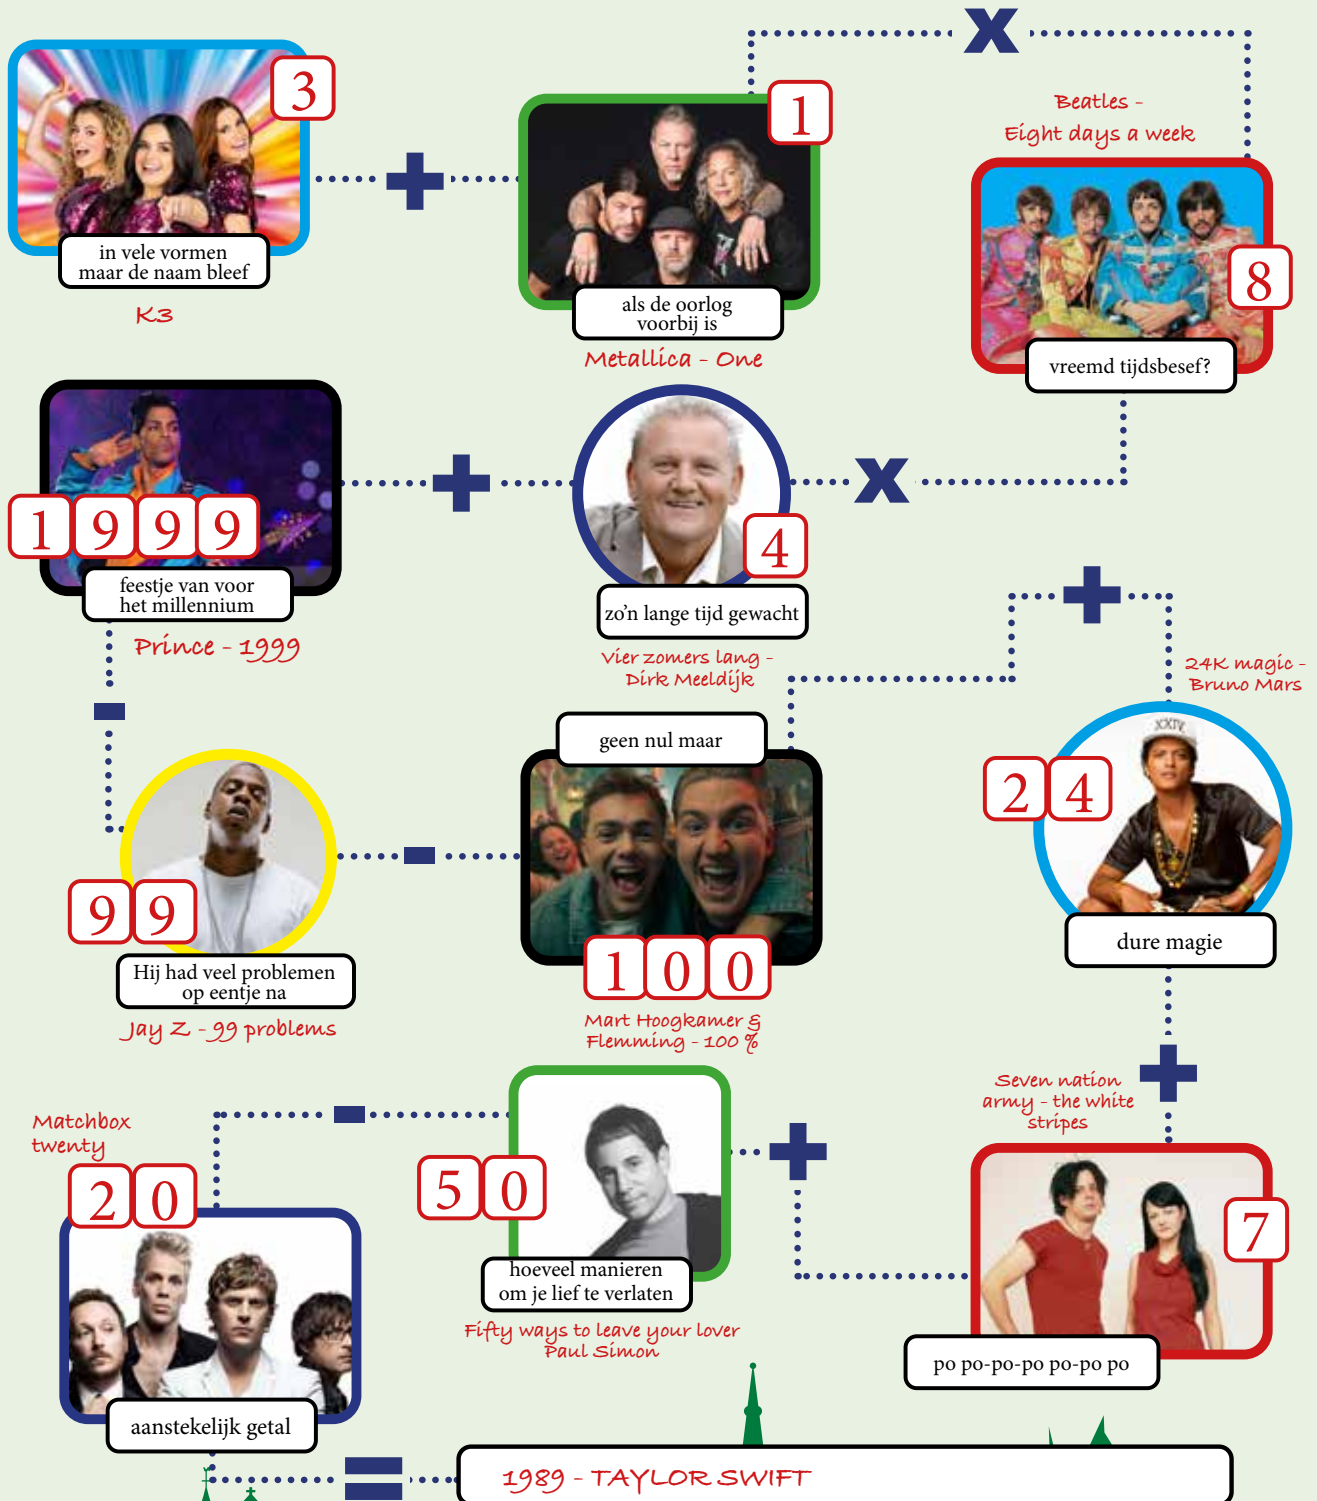 3
in vele vormen
maar de naam bleef
K3
+
1
als de oorlog
voorbij is
Metallica - One
x
Beatles -
Eight days a week
8
vreemd tijdsbesef?
1999
feestje van voor
het millennium
Prince - 1999
+
4
zo'n lange tijd gewacht
Vier zomers lang -
Dirk Meeldijk
x
-
99
Hij had veel problemen
op eentje na
Jay Z - 99 problems
-
geen nul maar
100
Mart Hoogkamer &
Flemming - 100 %
+
24K magic -
Bruno Mars
XXIV
24
dure magie
+
Seven nation
army - the white
stripes
7
po po-po-po po-po po
+
50
hoeveel manieren
om je lief te verlaten
Fifty ways to leave your lover
Paul Simon
-
Matchbox
twenty
20
aanstekelijk getal
=
1989 - TAYLOR SWIFT